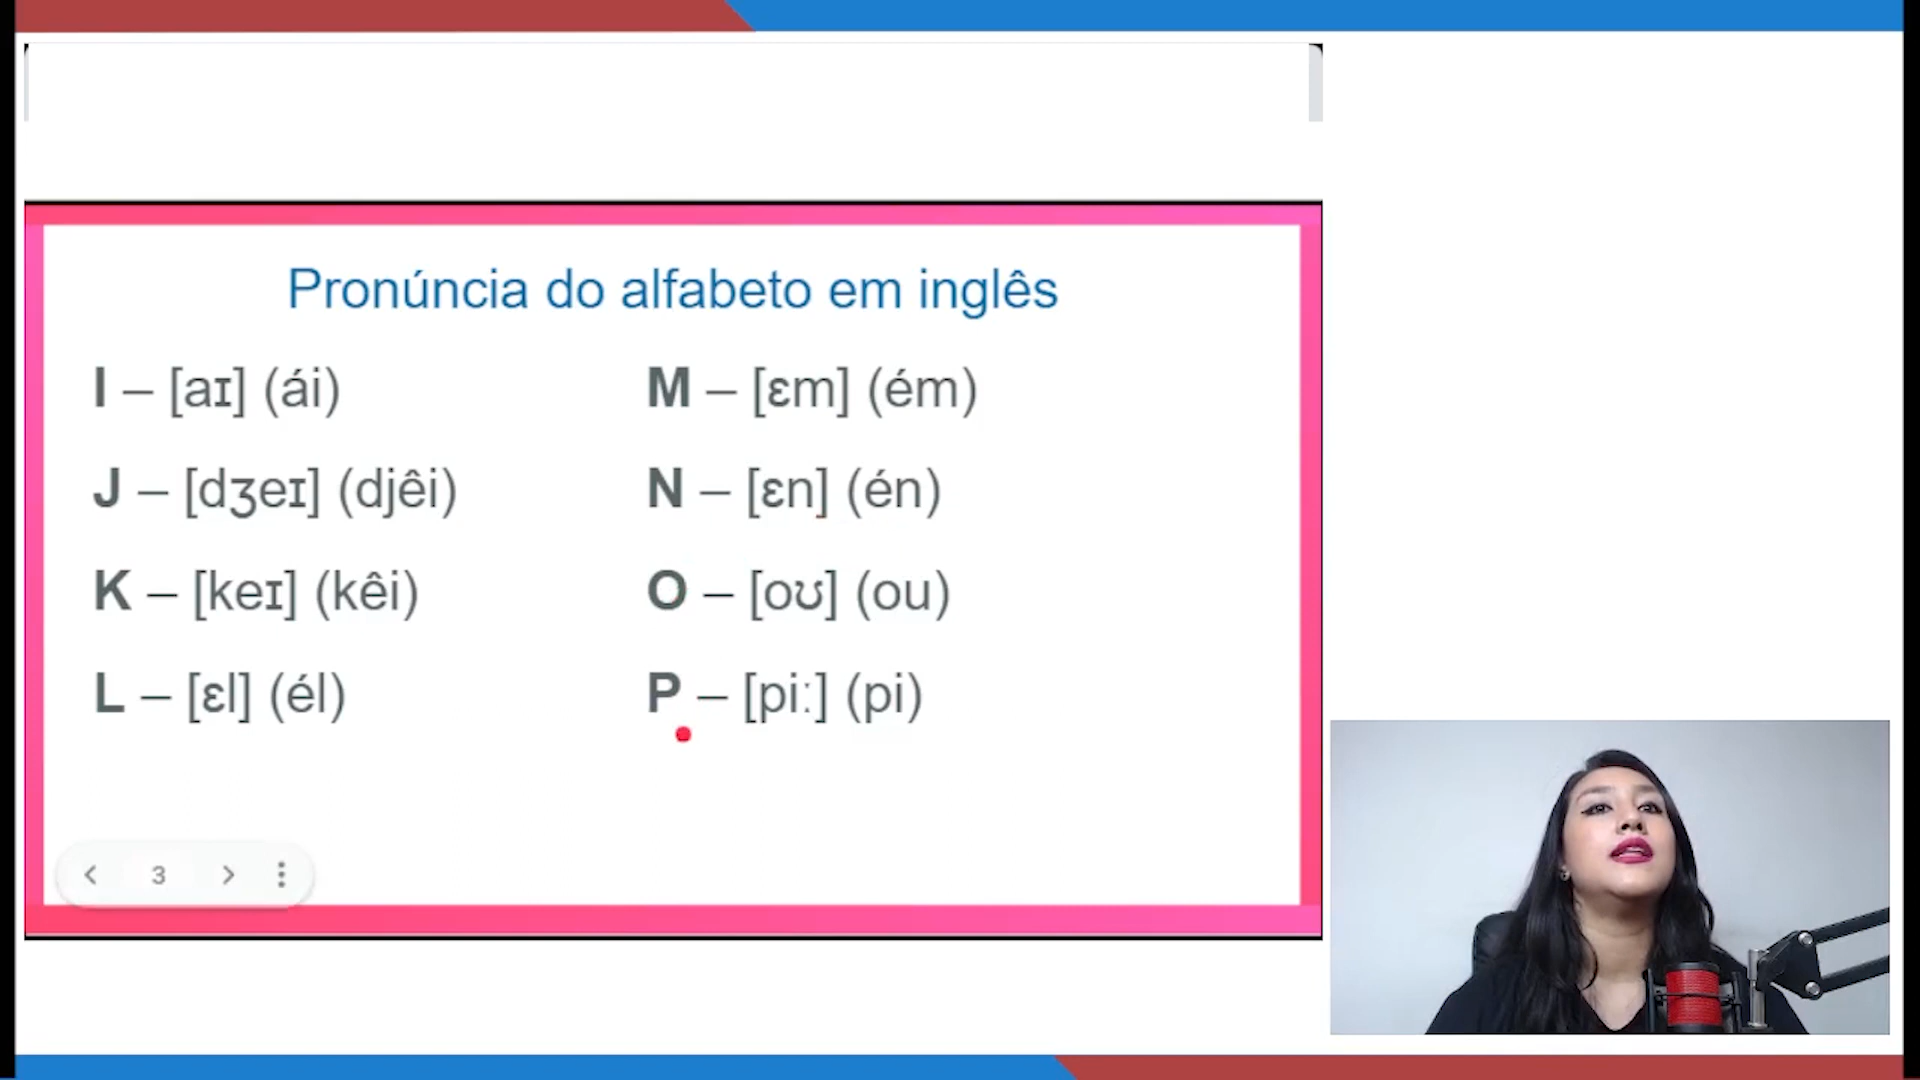 Pronúncia do alfabeto em inglês
I – [aɪ] (ái)
J – [dʒeɪ] (djêi)
K – [keɪ] (kêi)
L – [ɛl] (él)
M – [ɛm] (ém)
N – [ɛn] (én)
O – [oʊ] (ou)
P – [piː] (pi)
3